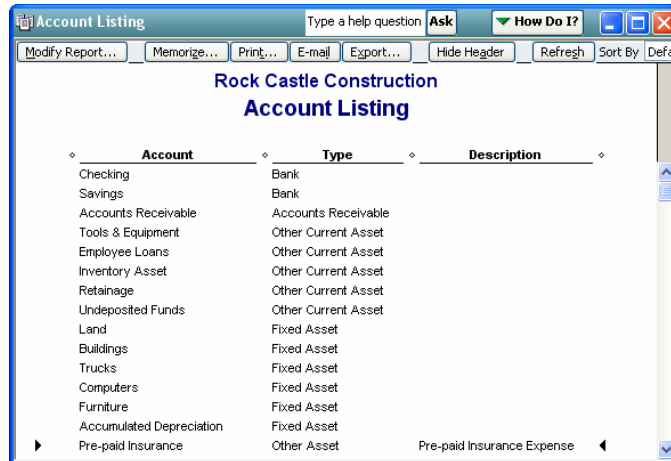 Account Listing Type a help question Ask How Do I?
Modify Report... Memorize... Print... E-mail Export... Hide Header Refresh Sort By Defa
Rock Castle Construction
Account Listing
Account Type Description
Checking Bank
Savings Bank
Accounts Receivable Accounts Receivable
Tools & Equipment Other Current Asset
Employee Loans Other Current Asset
Inventory Asset Other Current Asset
Retainage Other Current Asset
Undeposited Funds Other Current Asset
Land Fixed Asset
Buildings Fixed Asset
Trucks Fixed Asset
Computers Fixed Asset
Furniture Fixed Asset
Accumulated Depreciation Fixed Asset
Pre-paid Insurance Other Asset Pre-paid Insurance Expense